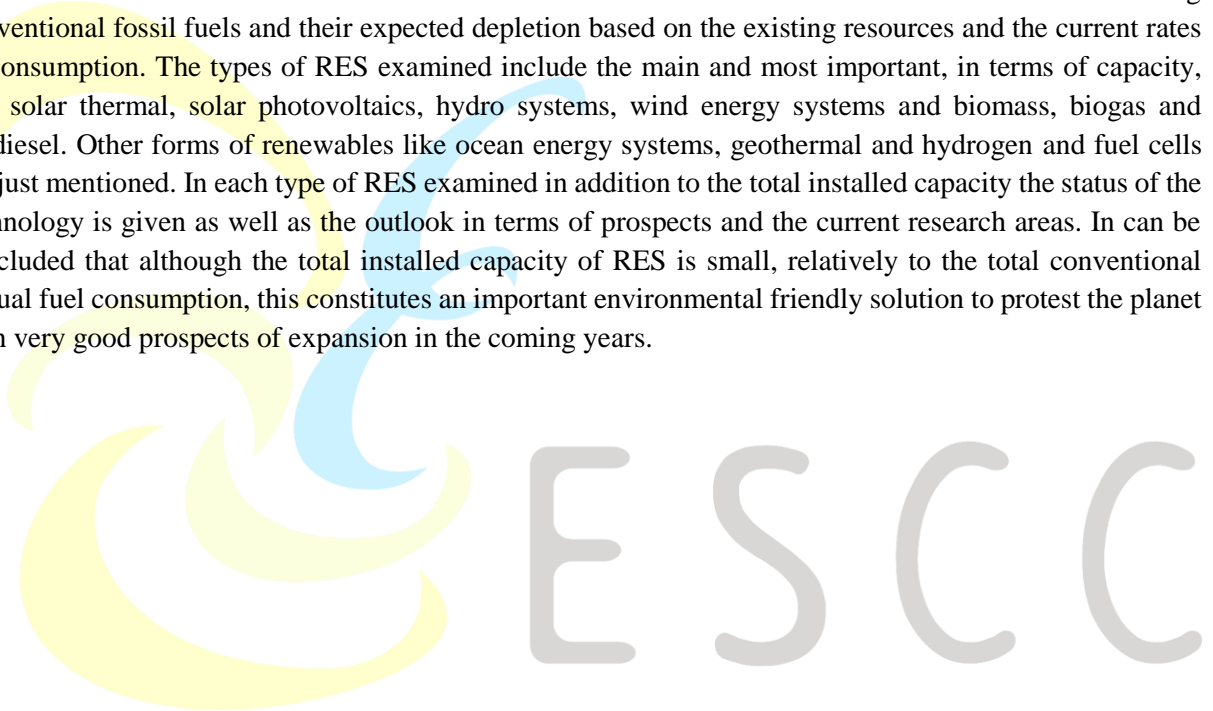 ventional fossil fuels and their expected depletion based on the existing resources and the current rates
onsumption. The types of RES examined include the main and most important, in terms of capacity,
solar thermal, solar photovoltaics, hydro systems, wind energy systems and biomass, biogas and
diesel. Other forms of renewables like ocean energy systems, geothermal and hydrogen and fuel cells
just mentioned. In each type of RES examined in addition to the total installed capacity the status of the
hnology is given as well as the outlook in terms of prospects and the current research areas. In can be
cluded that although the total installed capacity of RES is small, relatively to the total conventional
ual fuel consumption, this constitutes an important environmental friendly solution to protest the planet
very good prospects of expansion in the coming years.
ESCC